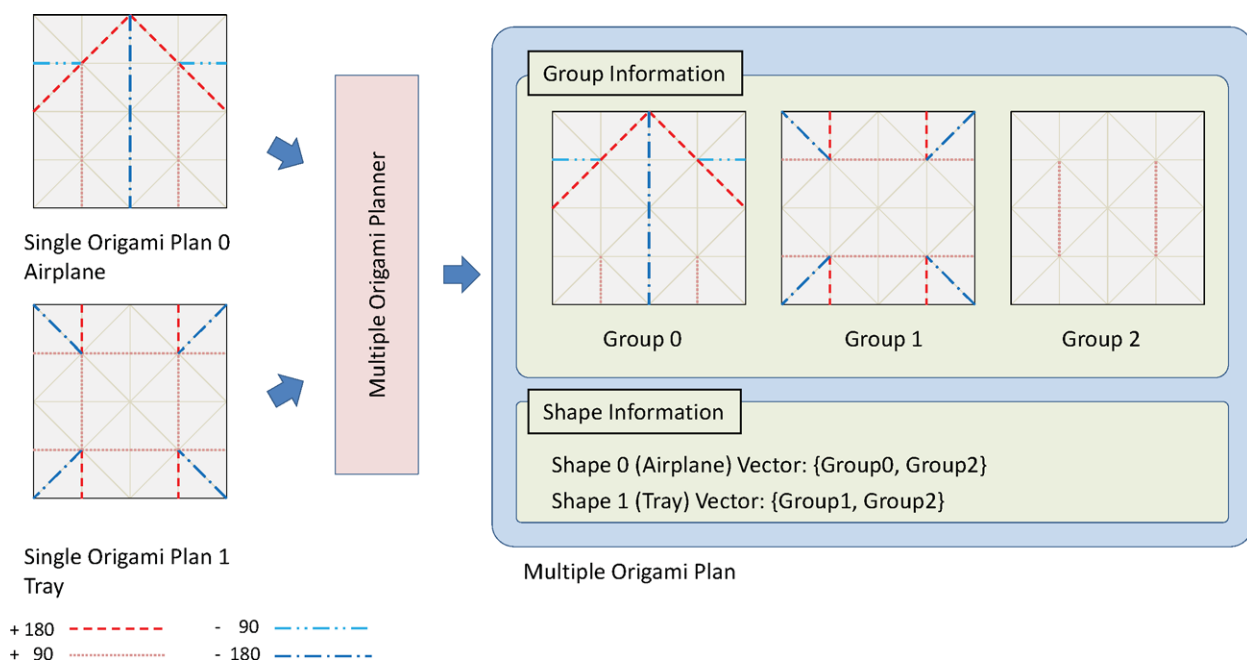 Single Origami Plan 0
Airplane
Single Origami Plan 1
Tray
+ 180
+ 90
- 90
- 180
Multiple Origami Planner
Group Information
Group 0
Group 1
Group 2
Shape Information
Shape 0 (Airplane) Vector: {Group0, Group2}
Shape 1 (Tray) Vector: {Group1, Group2}
Multiple Origami Plan